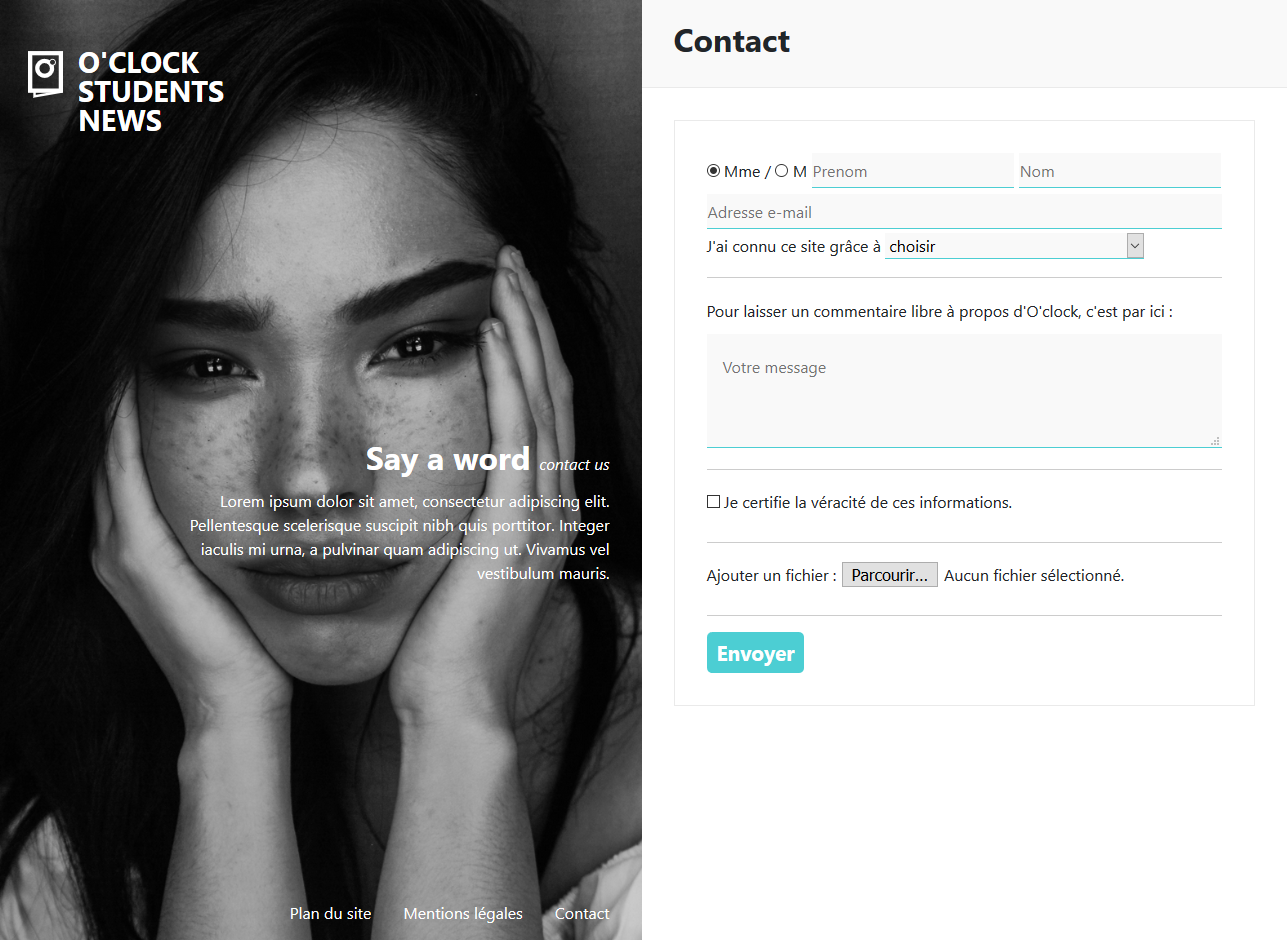 O'CLOCK
STUDENTS
NEWS
Say a word contact us
Lorem ipsum dolor sit amet, consectetur adipiscing elit.
Pellentesque scelerisque suscipit nibh quis porttitor. Integer
iaculis mi urna, a pulvinar quam adipiscing ut. Vivamus vel
vestibulum mauris.
Plan du site Mentions légales Contact
Contact
Mme / M Prenom Nom
Adresse e-mail
J'ai connu ce site grâce à choisir
Pour laisser un commentaire libre à propos d'O'clock, c'est par ici :
Votre message
Je certifie la véracité de ces informations.
Ajouter un fichier : Parcourir... Aucun fichier sélectionné.
Envoyer